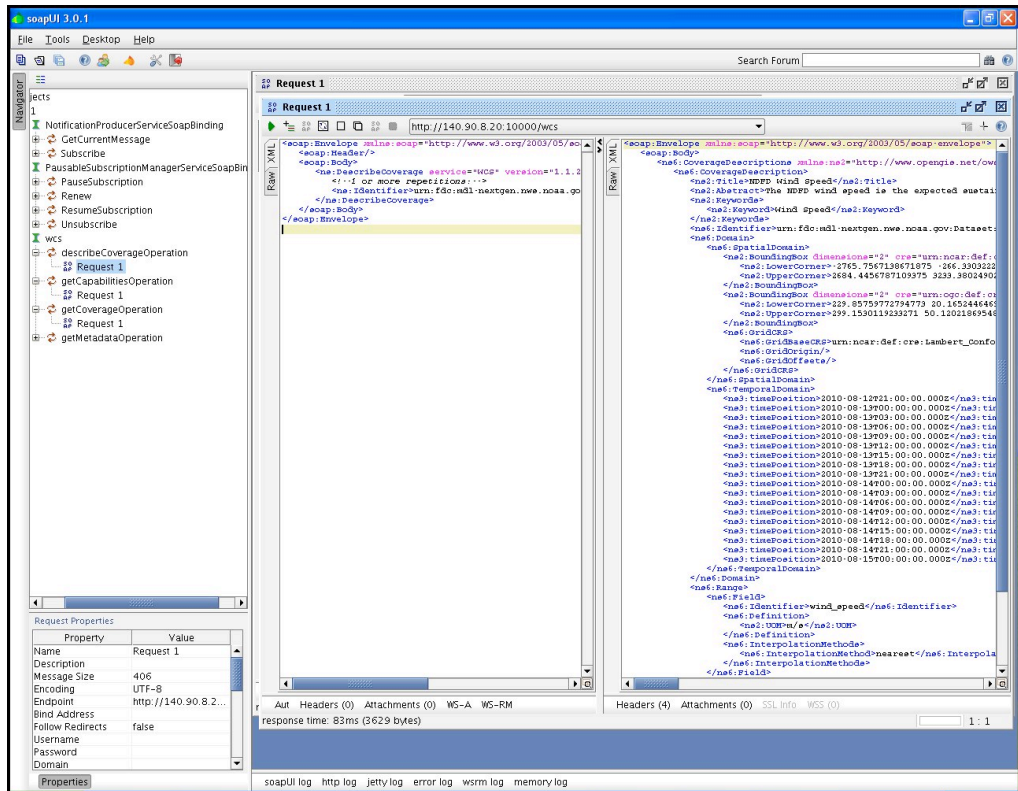 soapUI 3.0.1
File Tools Desktop Help
Search Forum
Navigator
jects
1
NotificationProducerServiceSoapBinding
GetCurrentMessage
Subscribe
PausableSubscriptionManagerServiceSoapBin
PauseSubscription
Renew
ResumeSubscription
Unsubscribe
wcs
describeCoverageOperation
Request 1
getCapabilitiesOperation
Request 1
getCoverageOperation
Request 1
getMetadataOperation
Request Properties
Property Value
Name Request 1
Description
Message Size 406
Encoding UTF-8
Endpoint http://140.90.8.2...
Bind Address
Follow Redirects false
Username
Password
Domain
Properties
Request 1
Request 1
http://140.90.8.20:10000/wcs
XML
Raw
<soap:Envelope xmlns:soap="http://www.w3.org/2003/05/so
<soap:Header/>
<soap:Body>
<ns:DescribeCoverage service="WCS" version="1.1.2
<!--1 or more repetitions:-->
<ns:Identifier>urn:fdc:mdl-nextgen.nws.noaa.go
</ns:DescribeCoverage>
</soap:Body>
</soap:Envelope>
XML
Raw
<soap:Envelope xmlns:soap="http://www.w3.org/2003/05/soap-envelope">
<soap:Body>
<ns6:CoverageDescriptions xmlns:ns2="http://www.opengis.net/ows
<ns6:CoverageDescription>
<ns2:Title>NDFD Wind Speed</ns2:Title>
<ns2:Abstract>The NDFD wind speed is the expected sustai
<ns2:Keywords>
<ns2:Keyword>Wind Speed</ns2:Keyword>
</ns2:Keywords>
<ns6:Identifier>urn:fdc:mdl-nextgen.nws.noaa.gov:Dataset:
<ns6:Domain>
<ns6:SpatialDomain>
<ns2:BoundingBox dimensions="2" crs="urn:ncar:def:c
<ns2:LowerCorner>-2765.7567138671875 -266.3303222
<ns2:UpperCorner>2684.4456787109375 3233.38024902
</ns2:BoundingBox>
<ns2:BoundingBox dimensions="2" crs="urn:ogc:def:cr
<ns2:LowerCorner>229.85759772794773 20.1652446469
<ns2:UpperCorner>299.1530119233271 50.12021869548
</ns2:BoundingBox>
<ns6:GridCRS>
<ns6:GridBaseCRS>urn:ncar:def:crs:Lambert_Confo
<ns6:GridOrigin/>
<ns6:GridOffsets/>
</ns6:GridCRS>
</ns6:SpatialDomain>
<ns6:TemporalDomain>
<ns3:timePosition>2010-08-12T21:00:00.000Z</ns3:tim
<ns3:timePosition>2010-08-13T00:00:00.000Z</ns3:tim
<ns3:timePosition>2010-08-13T03:00:00.000Z</ns3:tim
<ns3:timePosition>2010-08-13T06:00:00.000Z</ns3:tim
<ns3:timePosition>2010-08-13T09:00:00.000Z</ns3:tim
<ns3:timePosition>2010-08-13T12:00:00.000Z</ns3:tim
<ns3:timePosition>2010-08-13T15:00:00.000Z</ns3:tim
<ns3:timePosition>2010-08-13T18:00:00.000Z</ns3:tim
<ns3:timePosition>2010-08-13T21:00:00.000Z</ns3:tim
<ns3:timePosition>2010-08-14T00:00:00.000Z</ns3:tim
<ns3:timePosition>2010-08-14T03:00:00.000Z</ns3:tim
<ns3:timePosition>2010-08-14T06:00:00.000Z</ns3:tim
<ns3:timePosition>2010-08-14T09:00:00.000Z</ns3:tim
<ns3:timePosition>2010-08-14T12:00:00.000Z</ns3:tim
<ns3:timePosition>2010-08-14T15:00:00.000Z</ns3:tim
<ns3:timePosition>2010-08-14T18:00:00.000Z</ns3:tim
<ns3:timePosition>2010-08-14T21:00:00.000Z</ns3:tim
<ns3:timePosition>2010-08-15T00:00:00.000Z</ns3:tim
</ns6:TemporalDomain>
</ns6:Domain>
<ns6:Range>
<ns6:Field>
<ns6:Identifier>wind_speed</ns6:Identifier>
<ns6:Definition>
<ns2:UOM>m/s</ns2:UOM>
</ns6:Definition>
<ns6:InterpolationMethods>
<ns6:InterpolationMethod>nearest</ns6:Interpola
</ns6:InterpolationMethods>
</ns6:Field>
Aut Headers (0) Attachments (0) WS-A WS-RM
Headers (4) Attachments (0) SSL Info WSS (0)
response time: 83ms (3629 bytes)
1 : 1
soapUI log http log jetty log error log wsrm log memory log